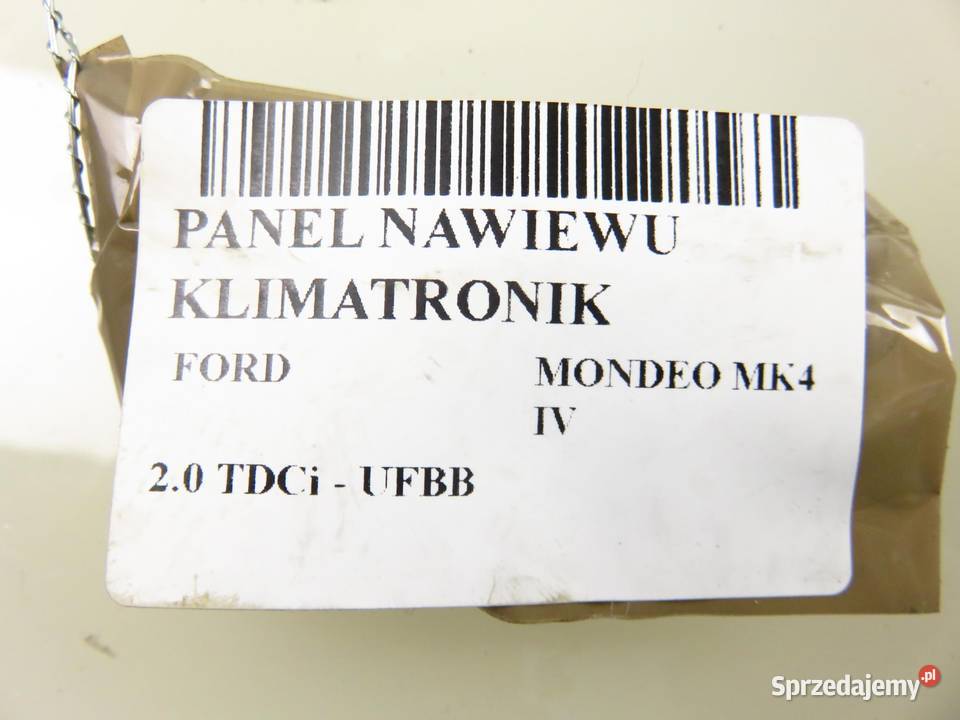 PANEL NAWIEWU
KLIMATRONIK
FORD MONDEO MK4
IV
2.0 TDCi - UFBB
Sprzedajemy.pl